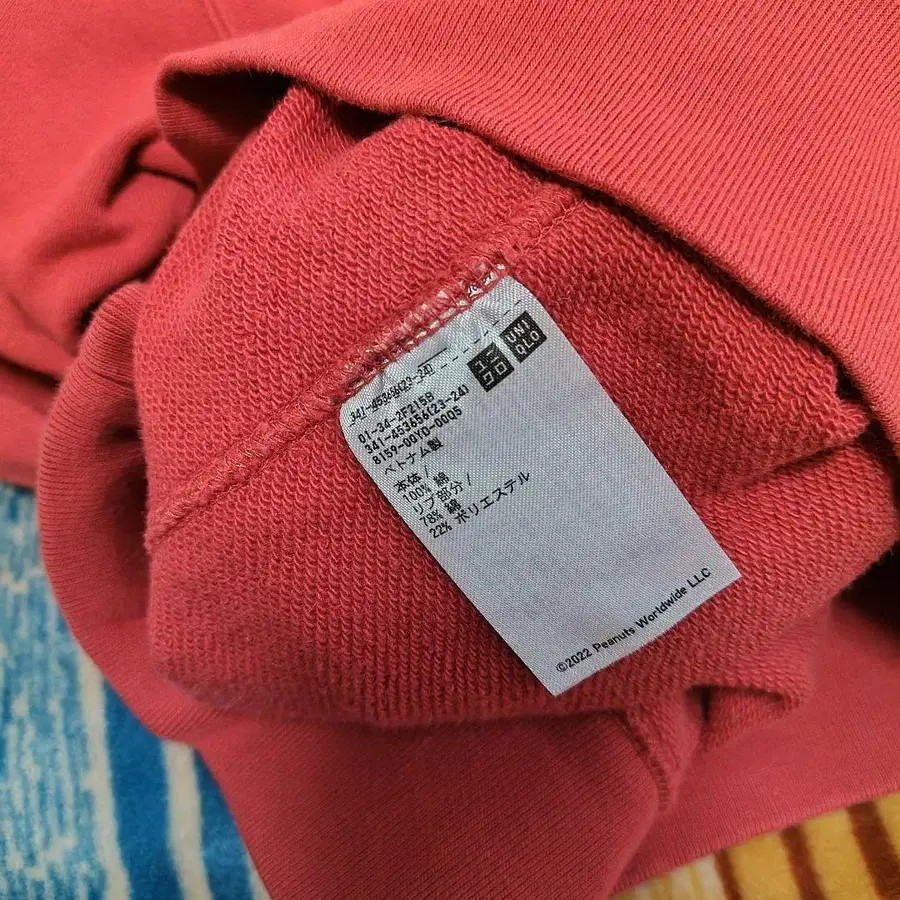 ユニ
クロ
UNI
QLO
341-453656(23-24)
01-34-2F215B
341-453656(23-24)
8159-00Y0-00Q5
ベトナム製
本体 /
100% 綿
リブ部分 /
78% 綿
22% ポリエステル
©2022 Peanuts Worldwide LLC